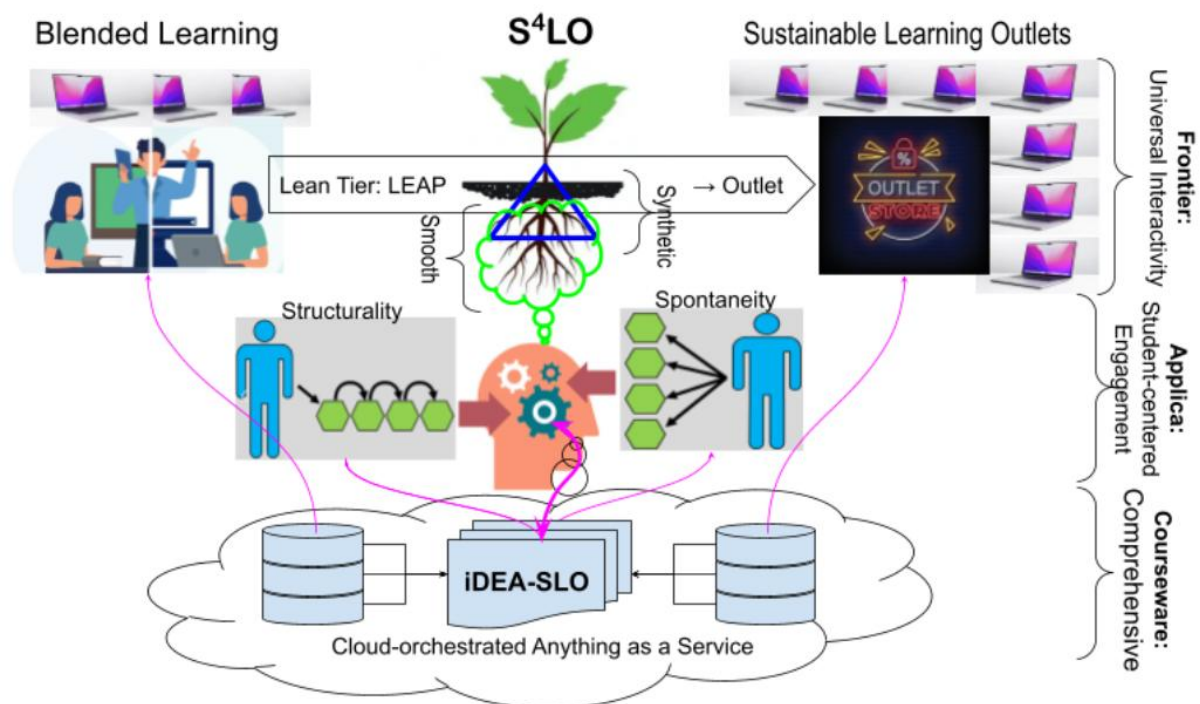 Blended Learning
S⁴LO
Sustainable Learning Outlets
Lean Tier: LEAP
→ Outlet
%
OUTLET
STORE
Smooth
Synthetic
Structurality
Spontaneity
iDEA-SLO
Cloud-orchestrated Anything as a Service
Frontier:
Universal Interactivity
Applica:
Student-centered
Engagement
Courseware:
Comprehensive